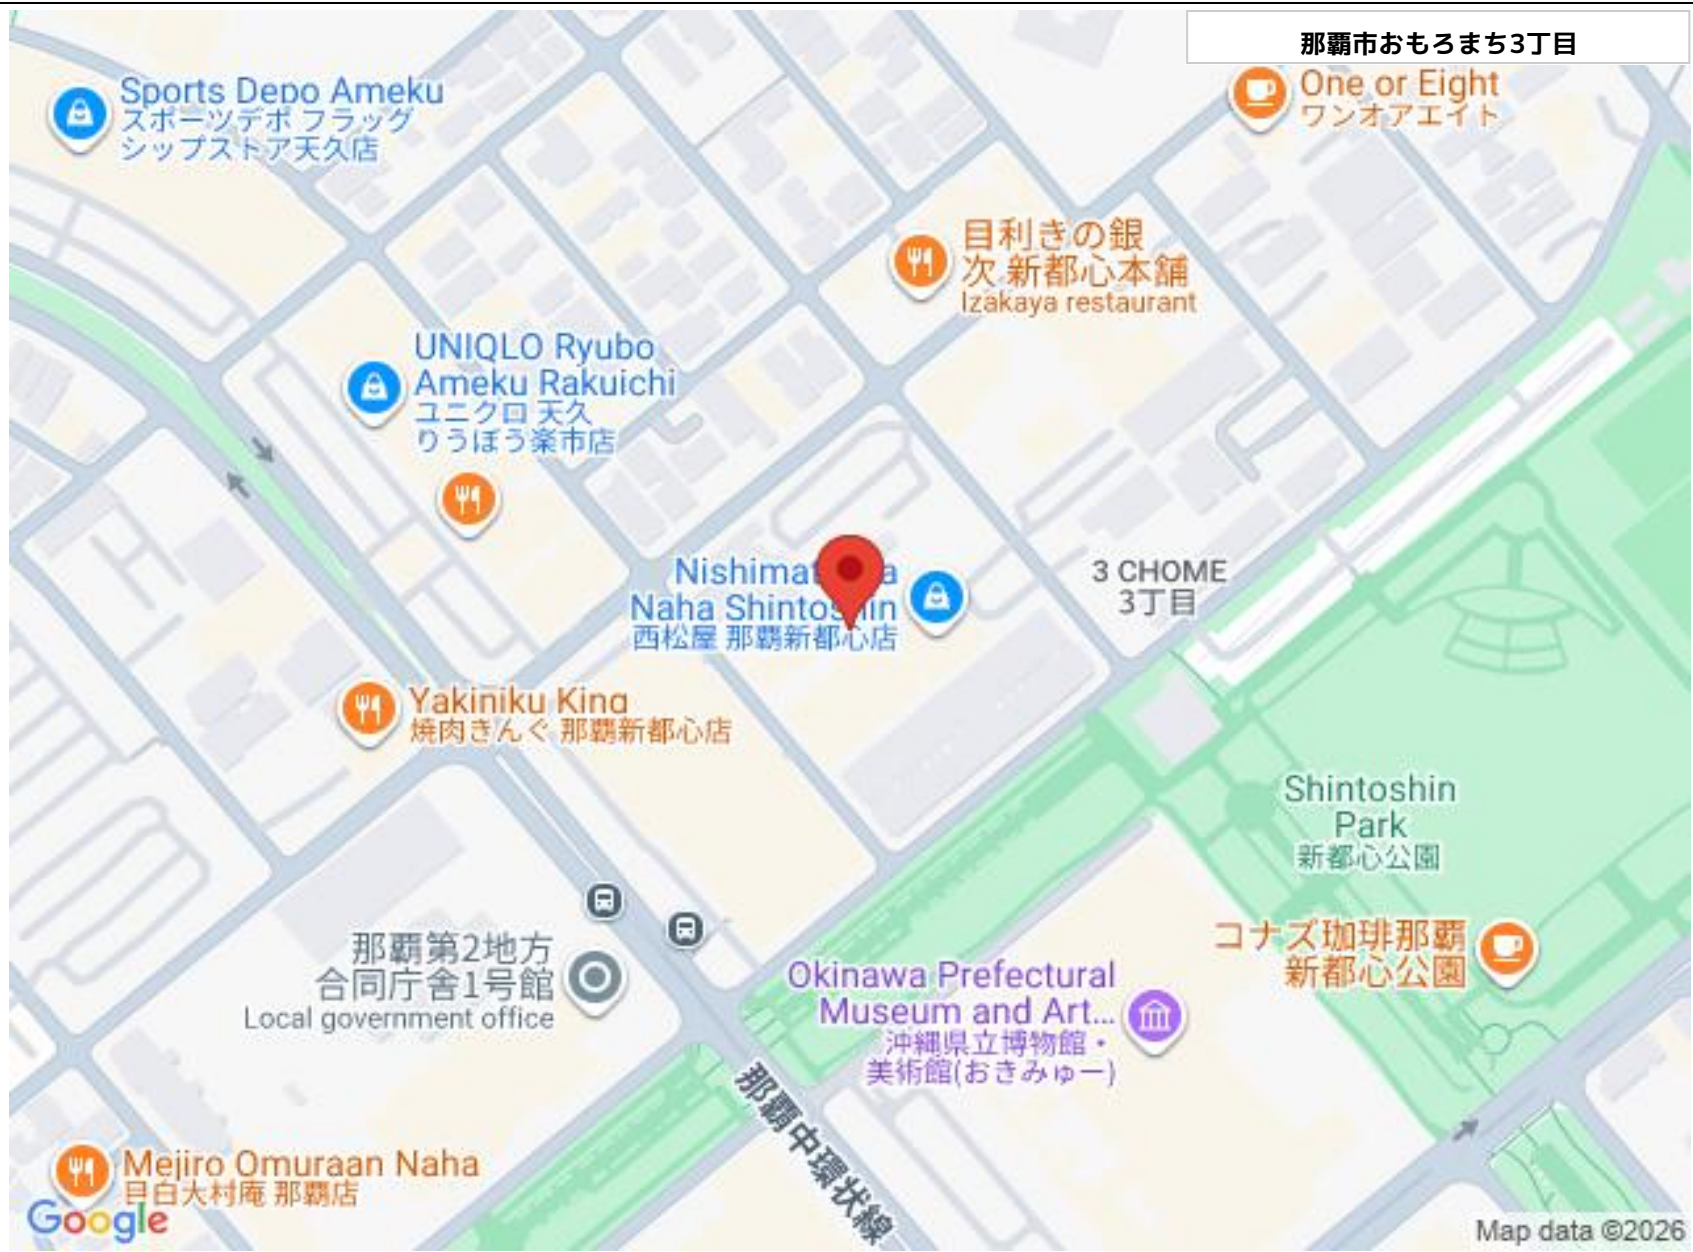 那覇市おもろまち3丁目
Sports Depo Ameku
スポーツデポ フラッグ
シップストア天久店
One or Eight
ワンオアエイト
目利きの銀
次 新都心本舗
Izakaya restaurant
UNIQLO Ryubo
Ameku Rakuichi
ユニクロ 天久
りうぼう楽市店
Naha Shintoshin
西松屋 那覇新都心店
3 CHOME
3丁目
Yakiniku King
焼肉きんぐ 那覇新都心店
Shintoshin
Park
新都心公園
那覇第2地方
合同庁舎1号館
Local government office
コナズ珈琲那覇
新都心公園
Okinawa Prefectural
Museum and Art...
沖縄県立博物館・
美術館(おきみゅー)
那覇中環状線
Mejiro Omuraan Naha
目白大村庵 那覇店
Google
Map data ©2026